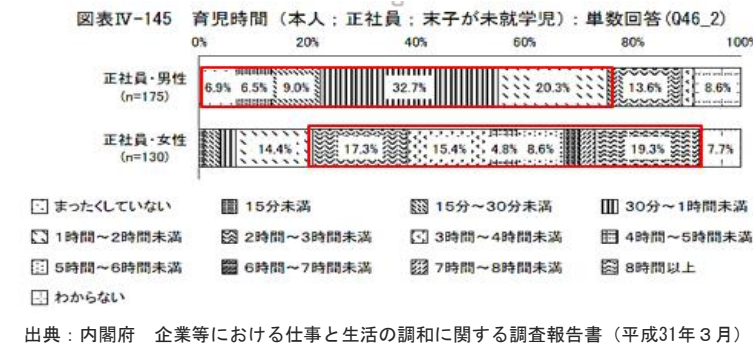 図表Ⅳ-145　育児時間（本人；正社員；末子が未就学児）：単数回答(Q46_2)
0% 20% 40% 60% 80% 100%
正社員・男性
(n=175)
6.9% 6.5% 9.0% 32.7% 20.3% 13.6% 8.6%
正社員・女性
(n=130)
14.4% 17.3% 15.4% 4.8% 8.6% 19.3% 7.7%
まったくしていない 15分未満 15分～30分未満 30分～1時間未満
1時間～2時間未満 2時間～3時間未満 3時間～4時間未満 4時間～5時間未満
5時間～6時間未満 6時間～7時間未満 7時間～8時間未満 8時間以上
わからない
出典：内閣府　企業等における仕事と生活の調和に関する調査報告書（平成31年３月）